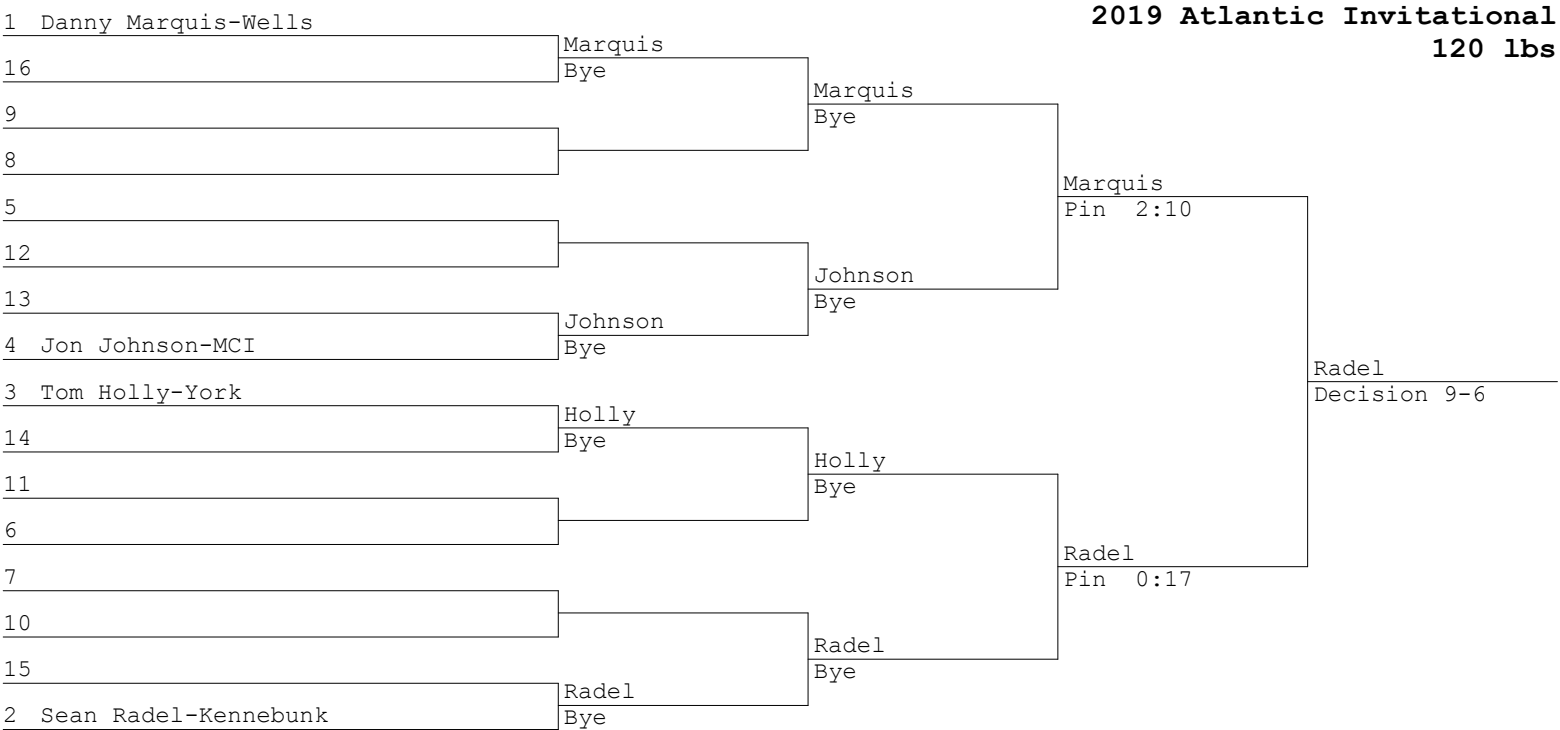 2019 Atlantic Invitational
120 lbs
1 Danny Marquis-Wells
16
9
8
5
12
13
4 Jon Johnson-MCI
3 Tom Holly-York
14
11
6
7
10
15
2 Sean Radel-Kennebunk
Marquis
Bye
Johnson
Bye
Holly
Bye
Radel
Bye
Marquis
Bye
Johnson
Bye
Holly
Bye
Radel
Bye
Marquis
Pin 2:10
Radel
Pin 0:17
Radel
Decision 9-6